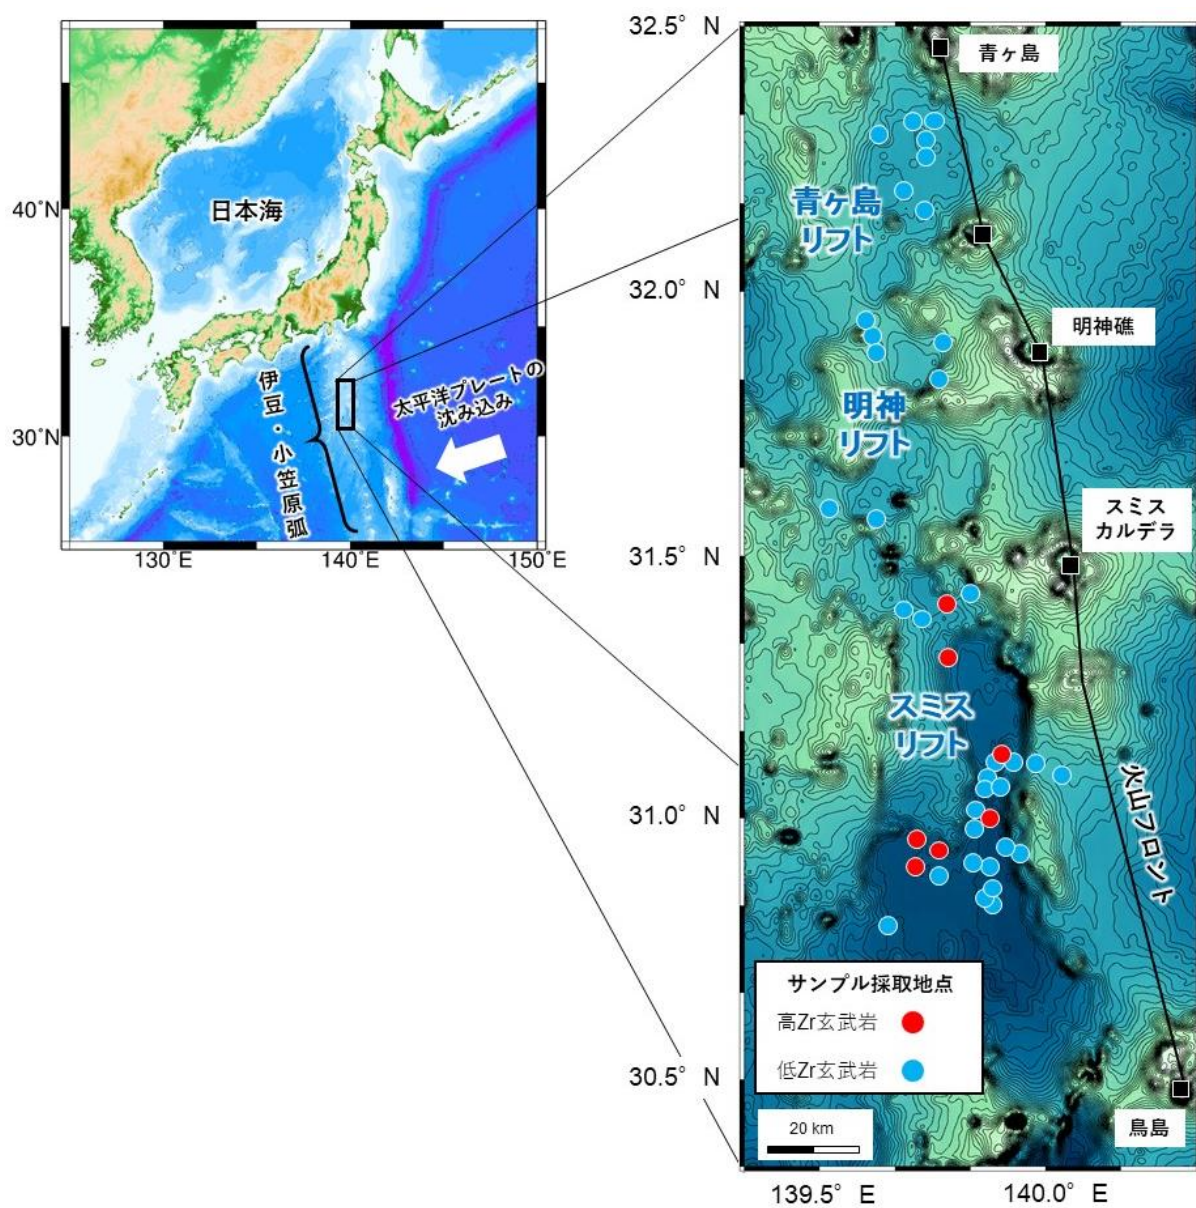 40°N
30°N
130°E
140°E
150°E
日本海
伊豆・小笠原弧
太平洋プレートの
沈み込み
32.5° N
32.0° N
31.5° N
31.0° N
30.5° N
139.5° E
140.0° E
青ヶ島
青ヶ島
リフト
明神礁
明神
リフト
スミス
カルデラ
スミス
リフト
火山フロント
サンプル採取地点
高Zr玄武岩
低Zr玄武岩
20 km
鳥島